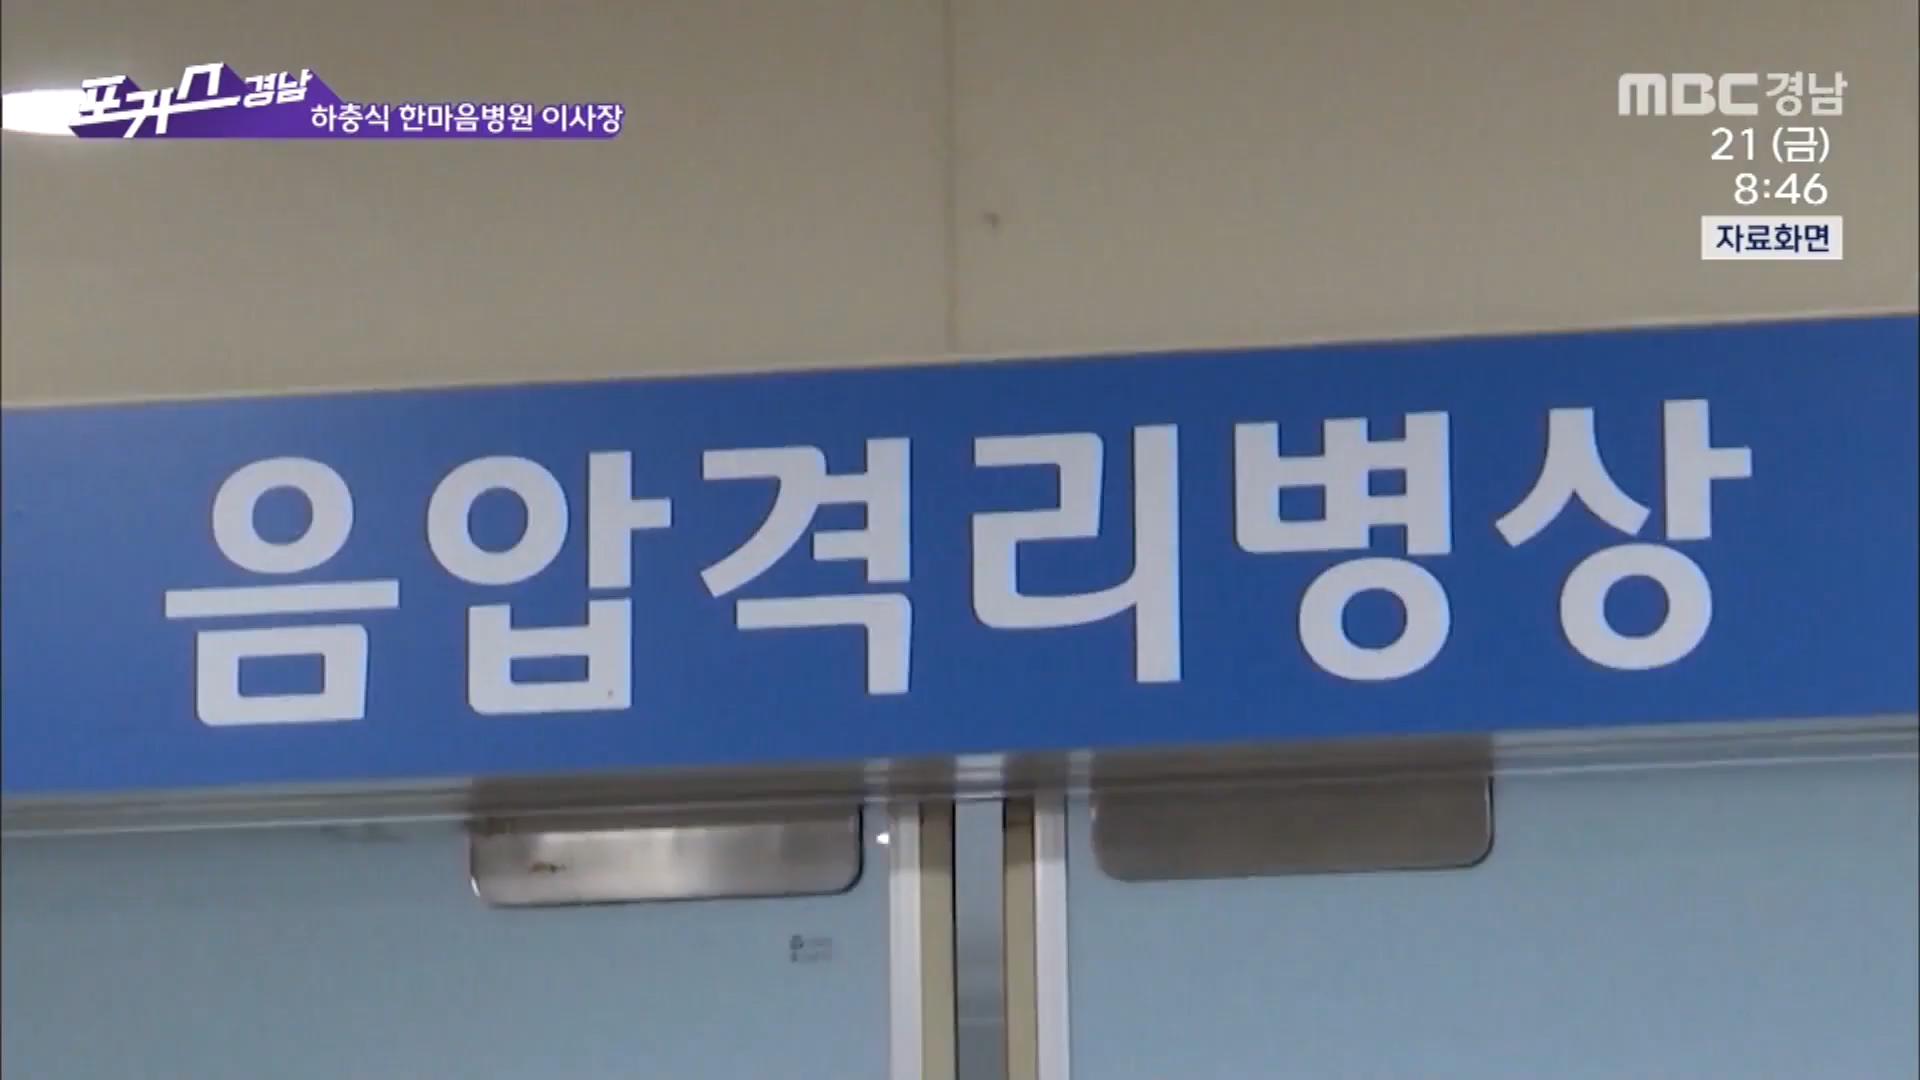 포커스 경남
하충식 한마음병원 이사장
MBC경남
21 (금)
8:46
자료화면
음압격리병상